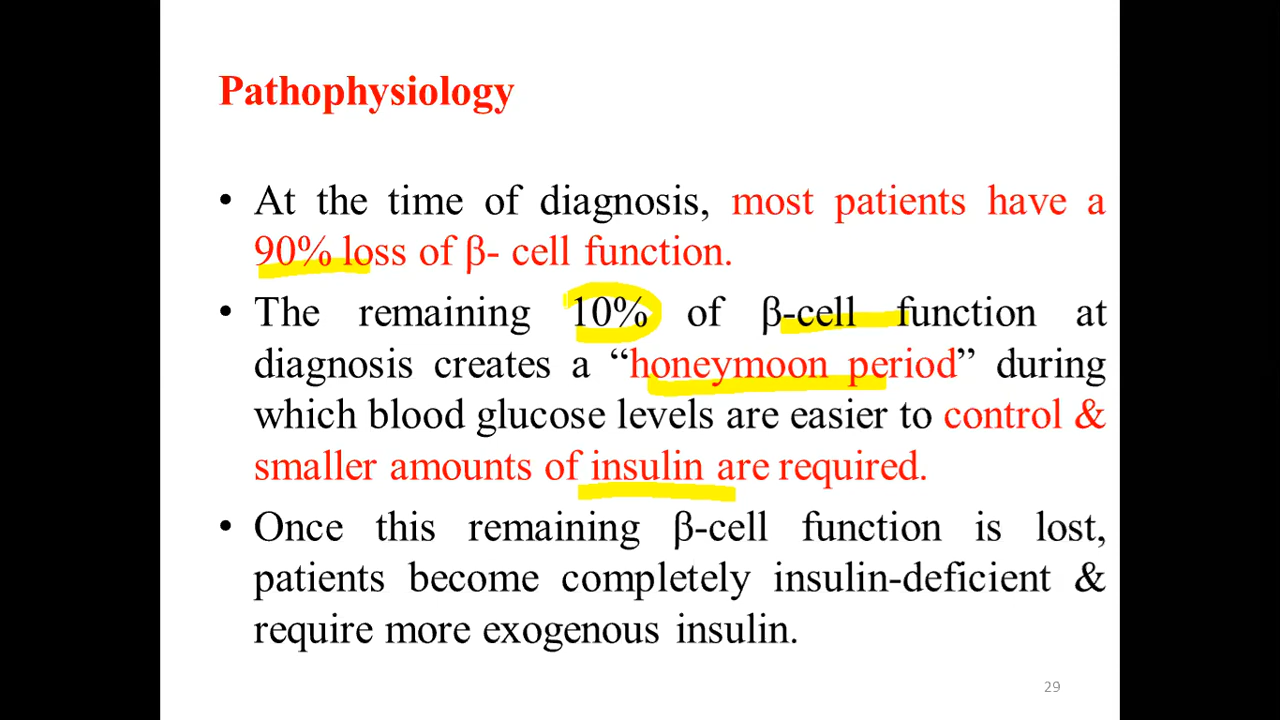 Pathophysiology
• At the time of diagnosis, most patients have a
90% loss of β- cell function.
• The remaining 10% of β-cell function at
diagnosis creates a “honeymoon period” during
which blood glucose levels are easier to control &
smaller amounts of insulin are required.
• Once this remaining β-cell function is lost,
patients become completely insulin-deficient &
require more exogenous insulin.
29